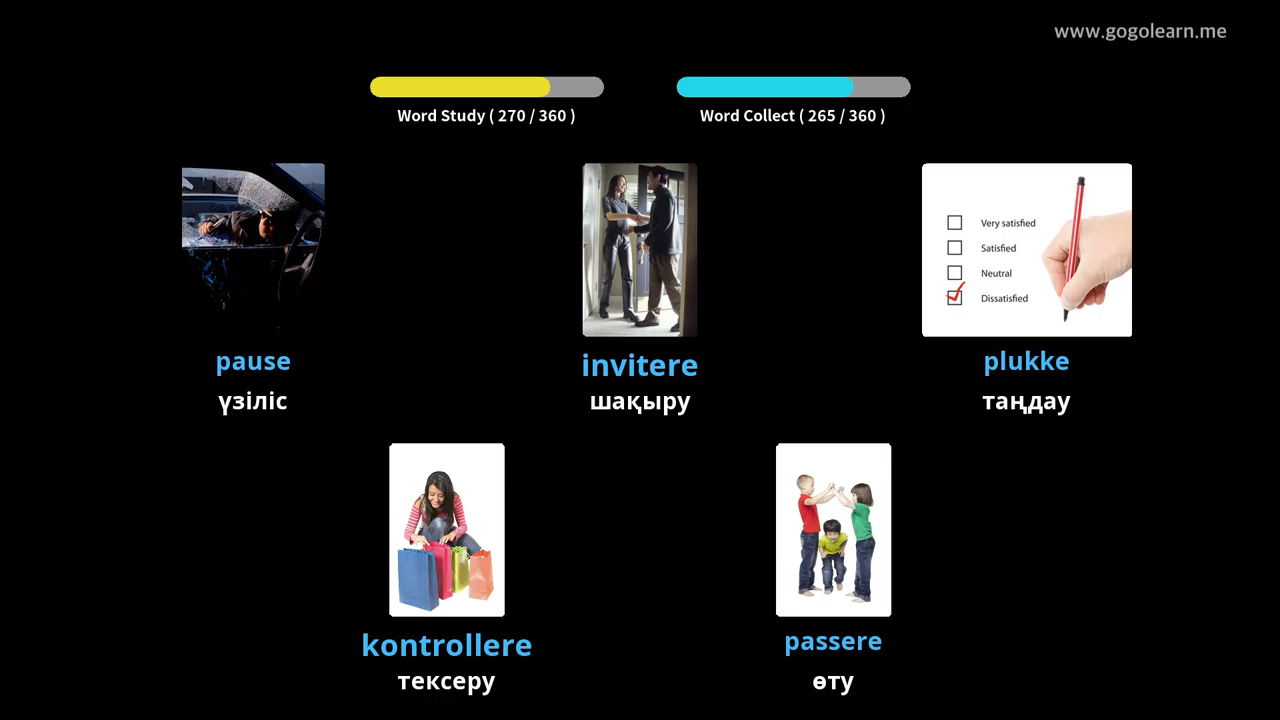 www.gogolearn.me
Word Study ( 270 / 360 )
Word Collect ( 265 / 360 )
Very satisfied
Satisfied
Neutral
Dissatisfied
pause
invitere
plukke
үзіліс
шақыру
таңдау
kontrollere
passere
тексеру
өту